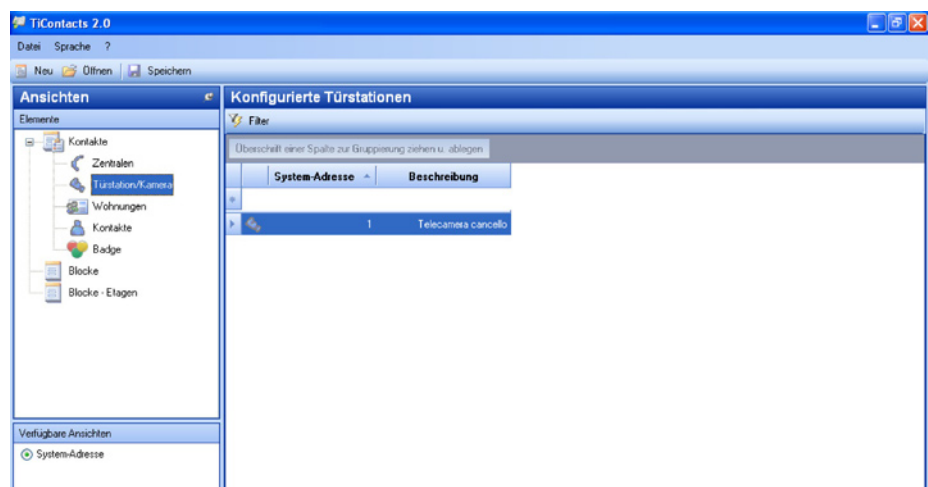 TiContacts 2.0
Datei Sprache ?
Neu Öffnen Speichern
Ansichten
Elemente
Kontakte
Zentralen
Türstation/Kamera
Wohnungen
Kontakte
Badge
Blocke
Blocke - Etagen
Verfügbare Ansichten
System-Adresse
Konfigurierte Türstationen
Filter
Überschrift einer Spalte zur Gruppierung ziehen u. ablegen
System-Adresse Beschreibung
1 Telecamera cancello